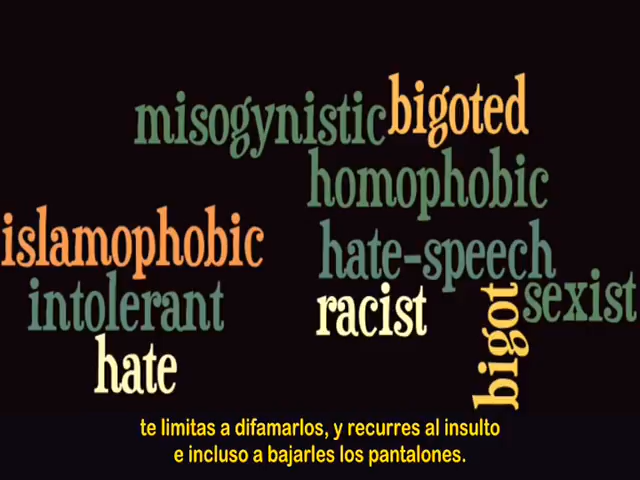 misogynistic bigoted
homophobic
islamophobic
hate-speech
intolerant
racist
sexist
bigot
hate
te limitas a difamarlos, y recurres al insulto
e incluso a bajarles los pantalones.